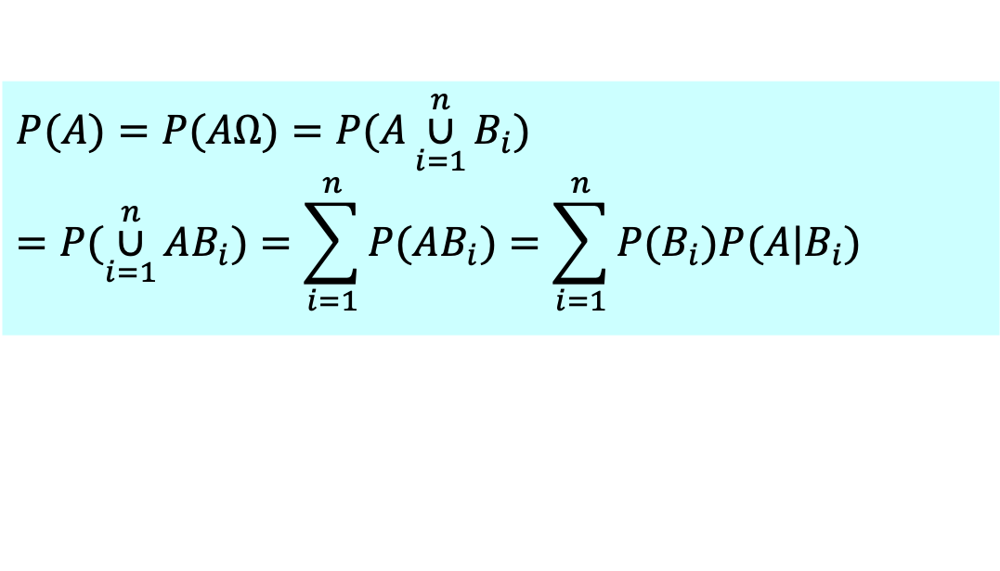 P(A) = P(AΩ) = P(A ∪_{i=1}^{n} B_i)
= P(∪_{i=1}^{n} AB_i) = ∑_{i=1}^{n} P(AB_i) = ∑_{i=1}^{n} P(B_i)P(A|B_i)